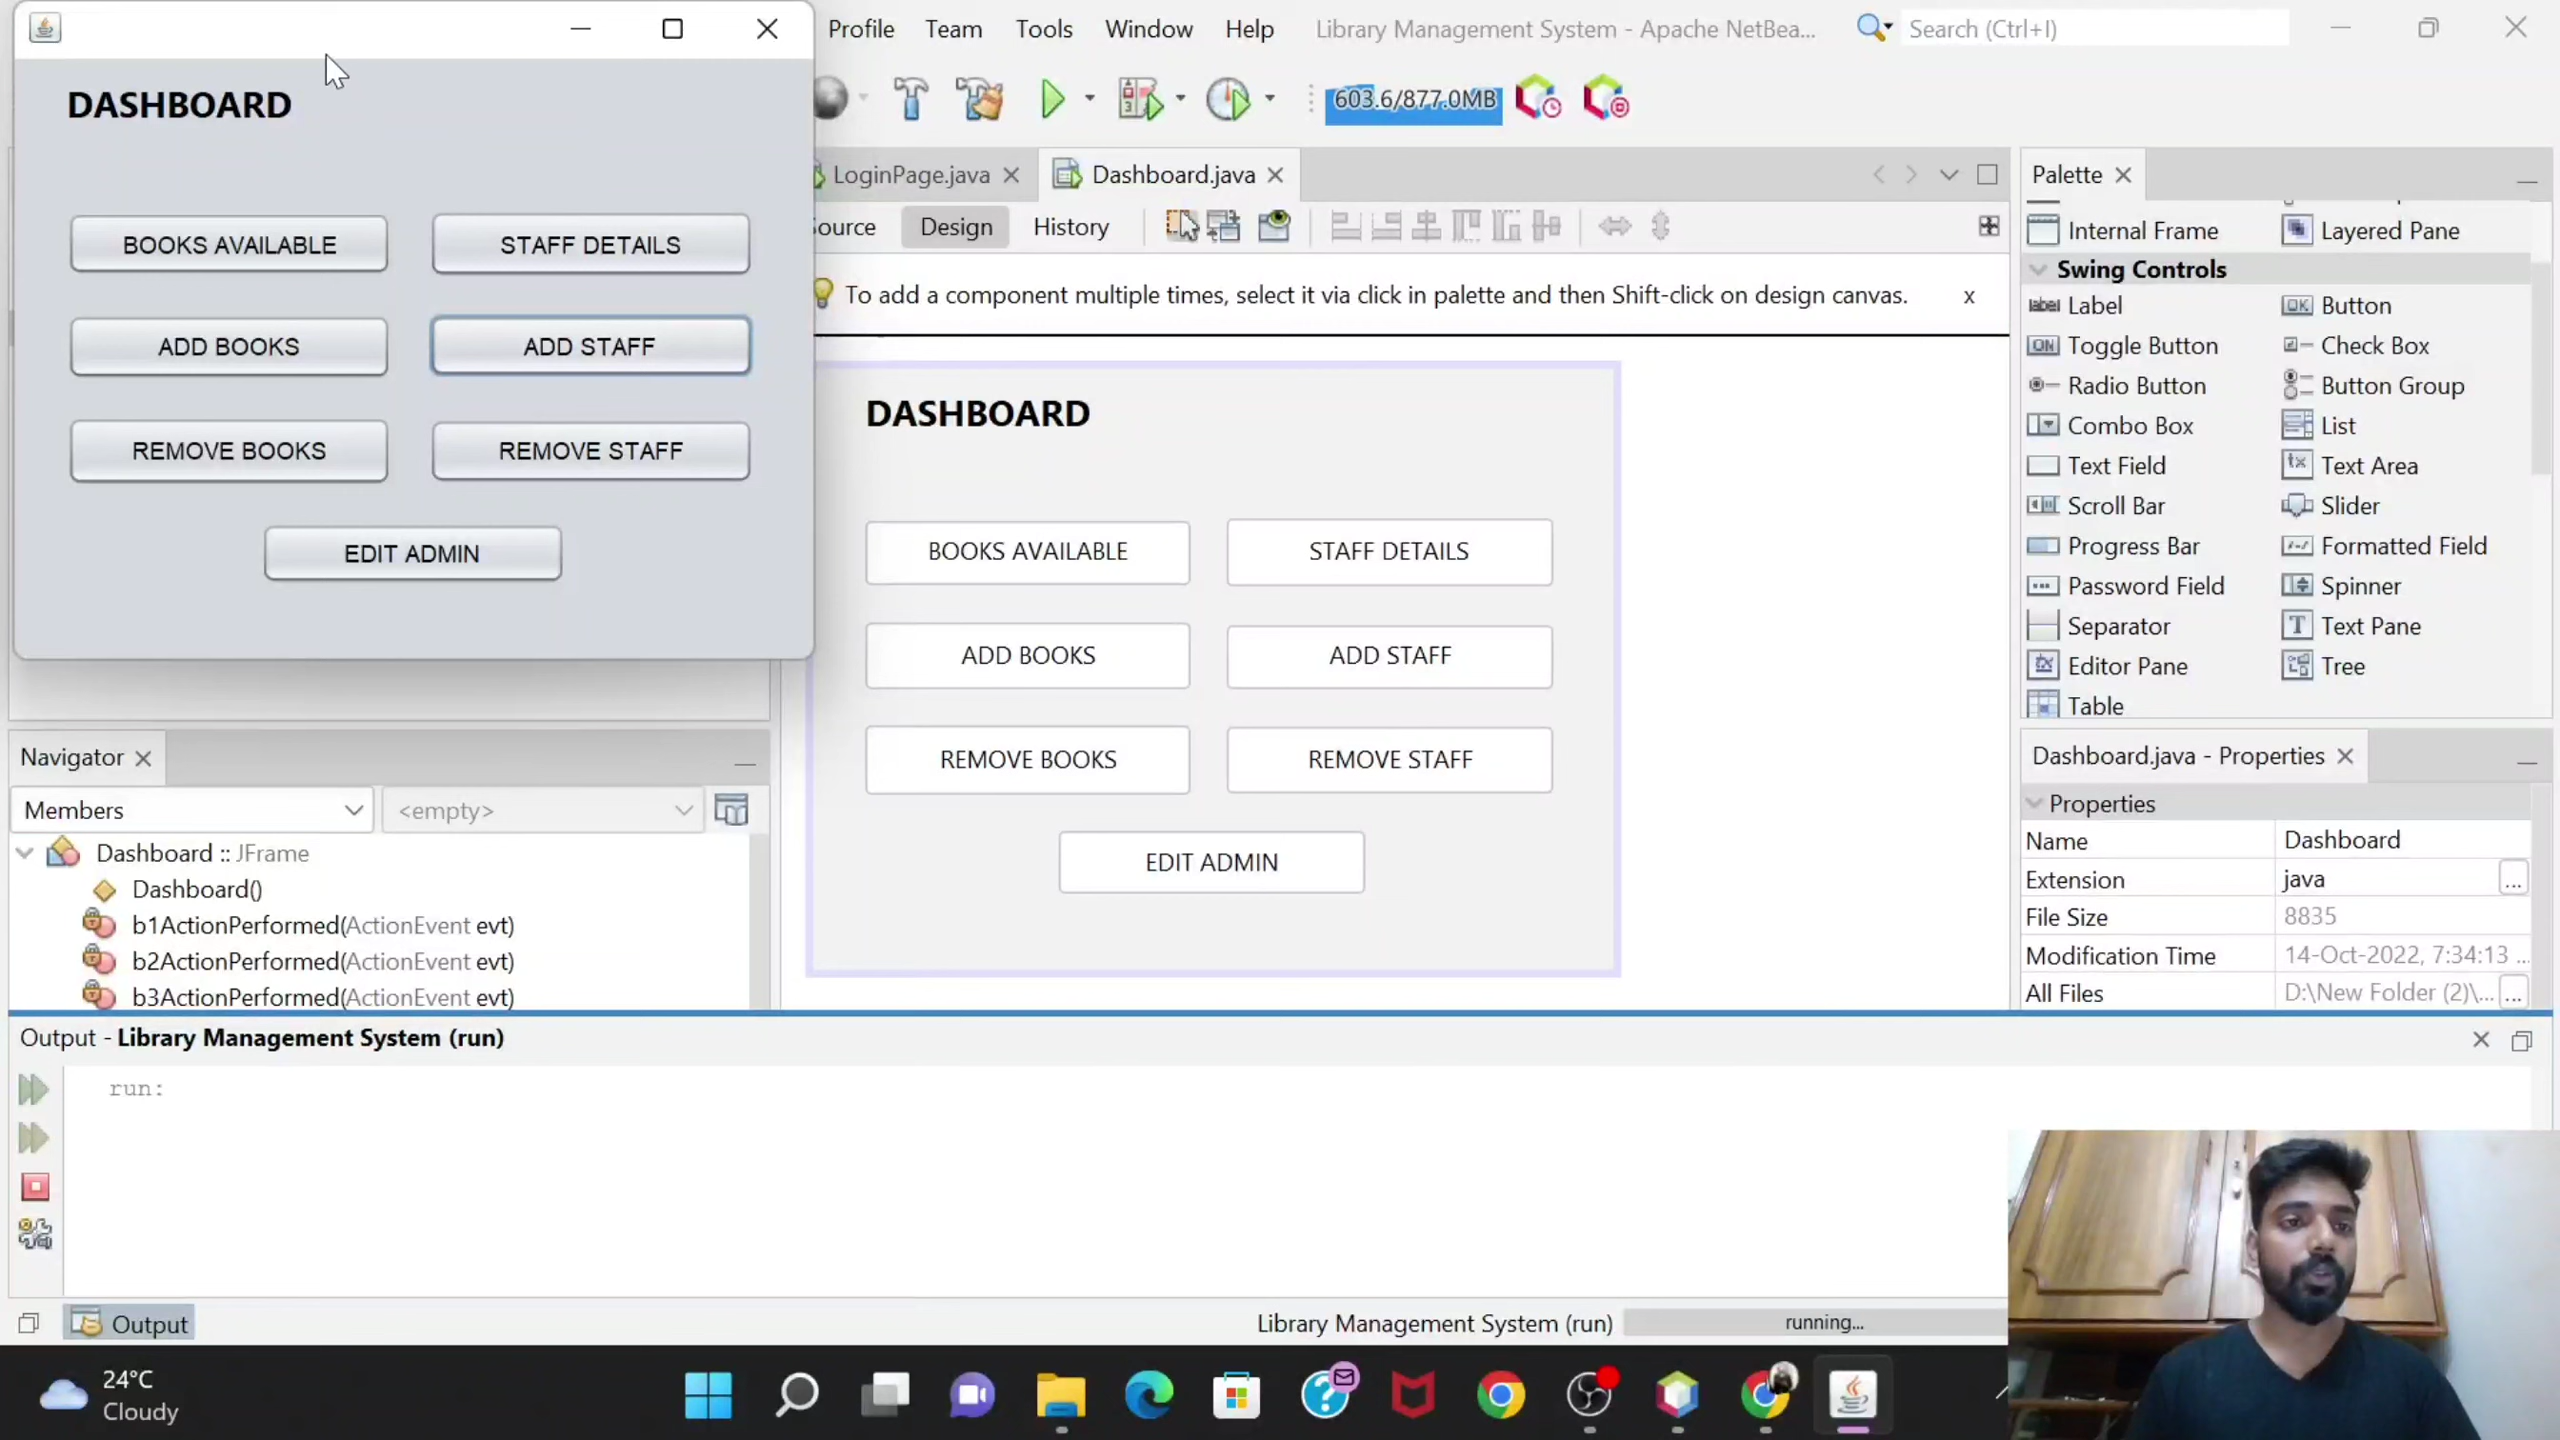 Profile Team Tools Window Help Library Management System - Apache NetBea... Search (Ctrl+I)
DASHBOARD
BOOKS AVAILABLE STAFF DETAILS
ADD BOOKS ADD STAFF
REMOVE BOOKS REMOVE STAFF
EDIT ADMIN
603.6/877.0MB
LoginPage.java Dashboard.java
ource Design History
To add a component multiple times, select it via click in palette and then Shift-click on design canvas. x
DASHBOARD
BOOKS AVAILABLE STAFF DETAILS
ADD BOOKS ADD STAFF
REMOVE BOOKS REMOVE STAFF
EDIT ADMIN
Palette
Internal Frame Layered Pane
Swing Controls
label Label OK Button
ON Toggle Button Check Box
Radio Button Button Group
Combo Box List
Text Field Text Area
Scroll Bar Slider
Progress Bar Formatted Field
Password Field Spinner
Separator Text Pane
Editor Pane Tree
Table
Navigator
Members <empty>
Dashboard :: JFrame
Dashboard()
b1ActionPerformed(ActionEvent evt)
b2ActionPerformed(ActionEvent evt)
b3ActionPerformed(ActionEvent evt)
Dashboard.java - Properties
Properties
Name Dashboard
Extension java ...
File Size 8835
Modification Time 14-Oct-2022, 7:34:13 ...
All Files D:\New Folder (2)\... ...
Output - Library Management System (run)
run:
Output
Library Management System (run) running...
24°C
Cloudy